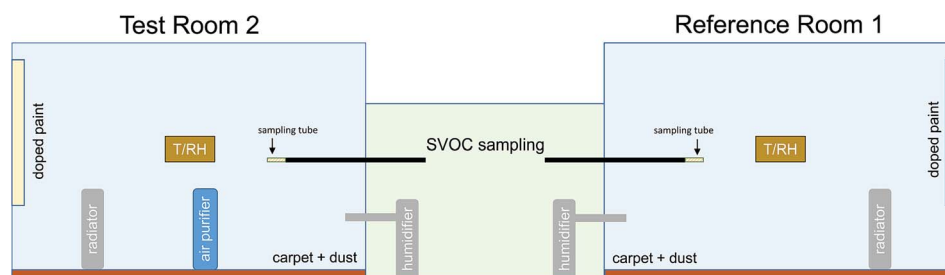 Test Room 2
Reference Room 1
doped paint
T/RH
sampling tube
SVOC sampling
sampling tube
T/RH
doped paint
radiator
air purifier
humidifier
humidifier
radiator
carpet + dust
carpet + dust